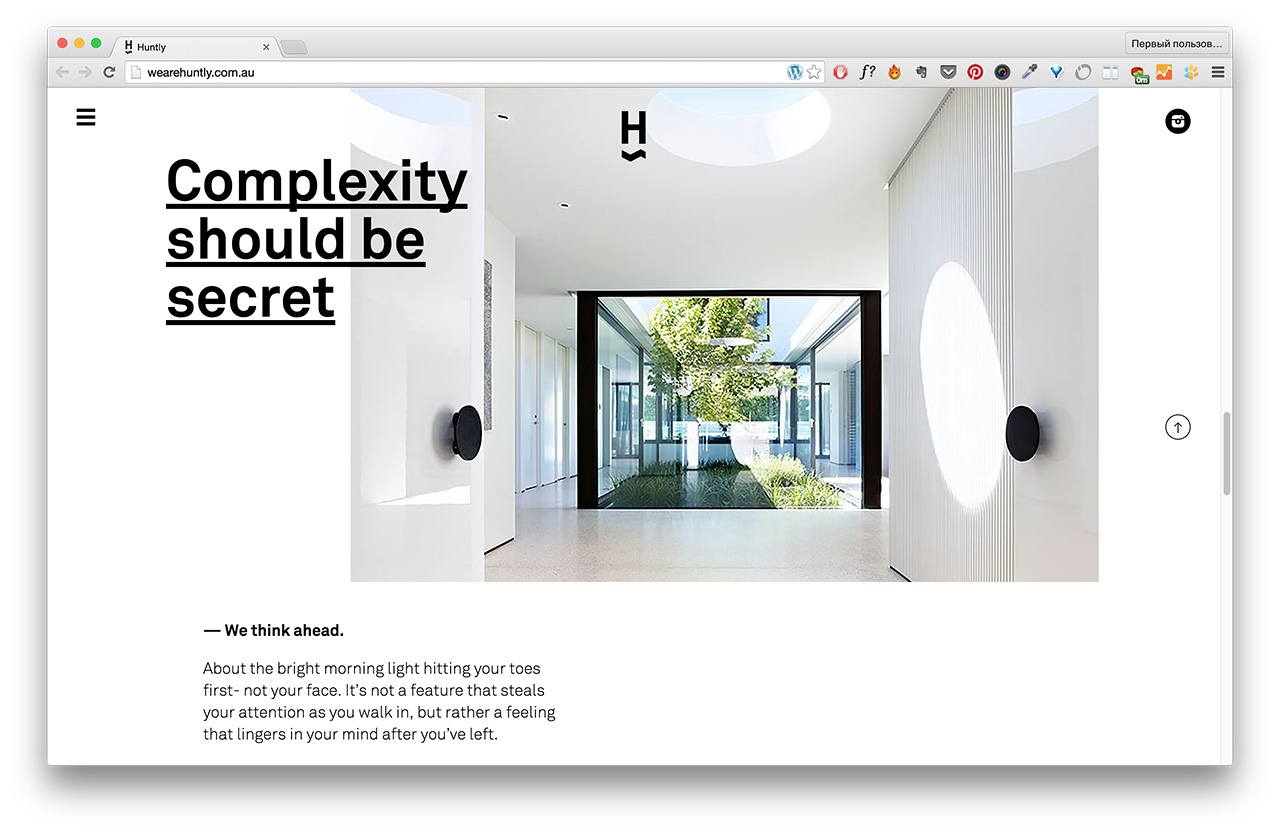 Huntly
Первый пользов...
wearehuntly.com.au
f?
0m
H
Complexity
should be
secret
— We think ahead.
About the bright morning light hitting your toes
first- not your face. It's not a feature that steals
your attention as you walk in, but rather a feeling
that lingers in your mind after you've left.